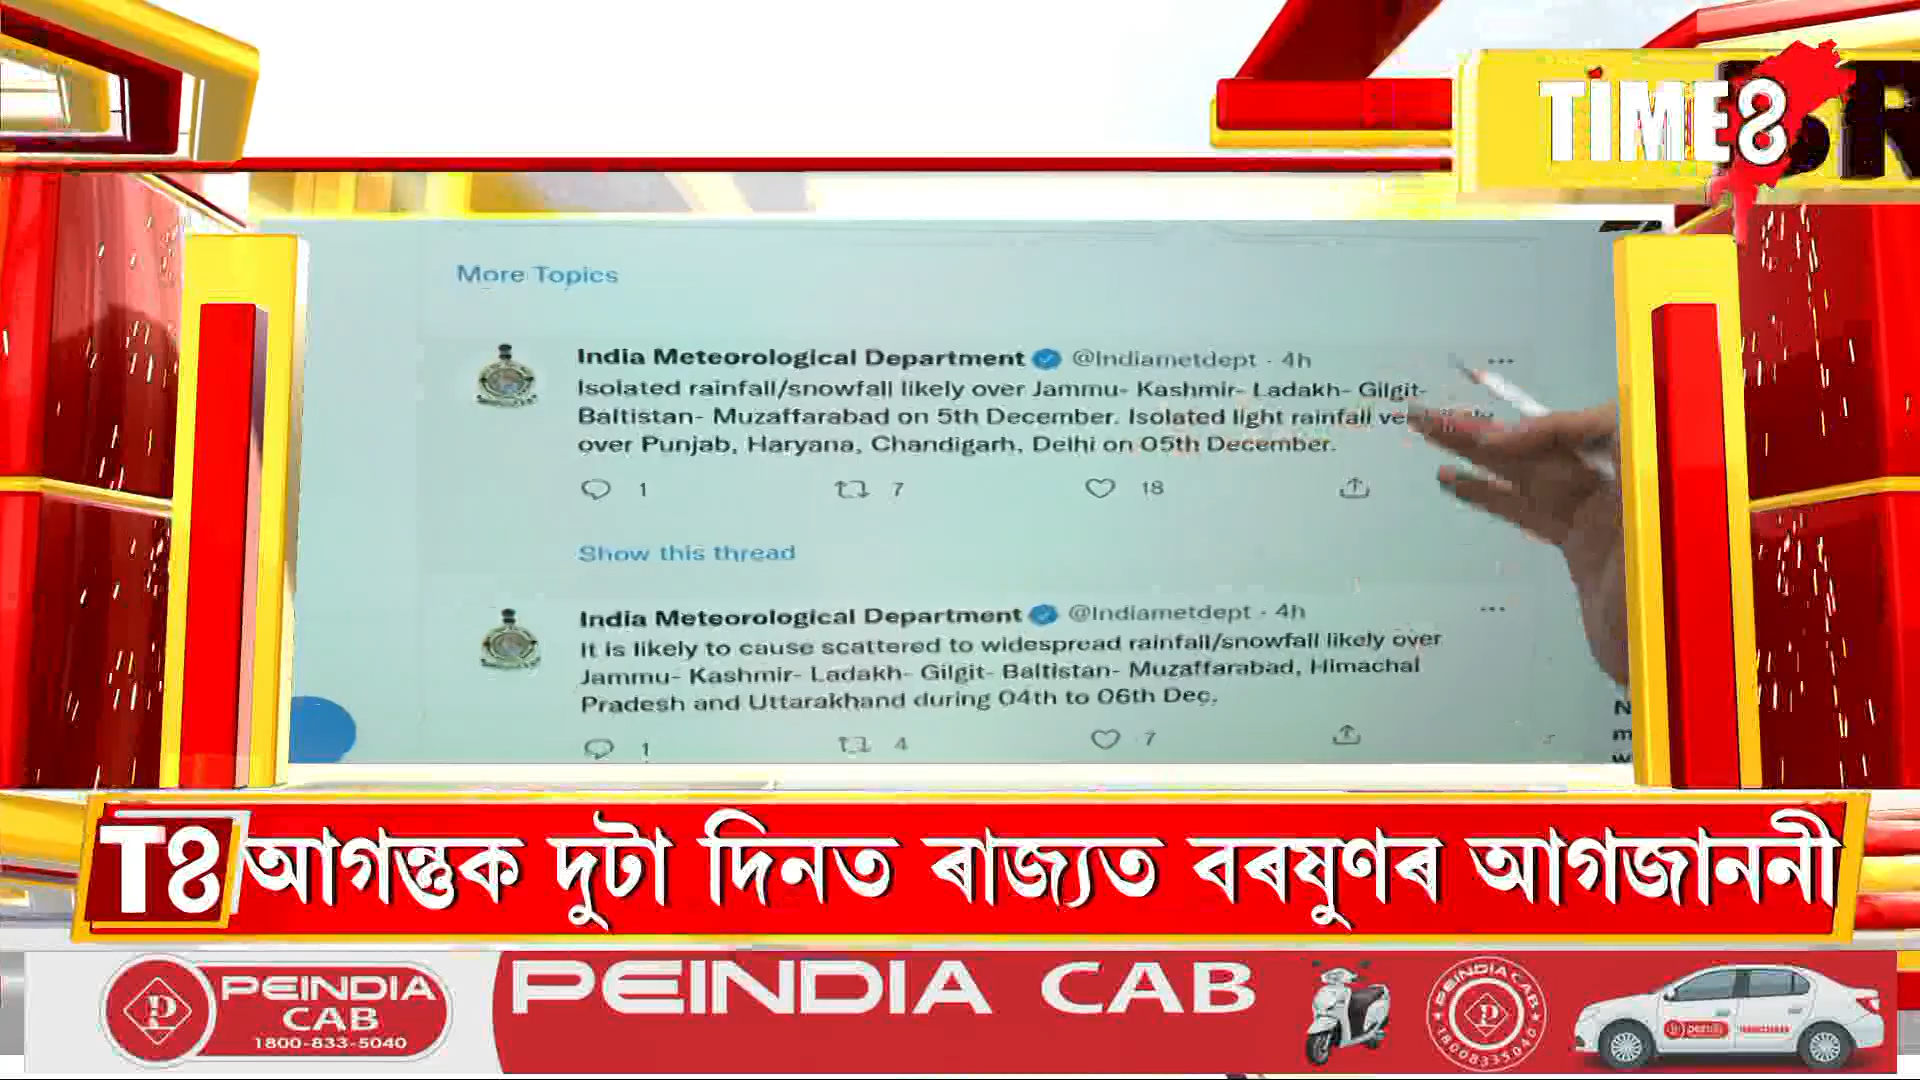 TIME8
More Topics
India Meteorological Department @Indiametdept · 4h
Isolated rainfall/snowfall likely over Jammu- Kashmir- Ladakh- Gilgit-
Baltistan- Muzaffarabad on 5th December. Isolated light rainfall
over Punjab, Haryana, Chandigarh, Delhi on 05th December.
1 7 18
Show this thread
India Meteorological Department @Indiametdept · 4h
It is likely to cause scattered to widespread rainfall/snowfall likely over
Jammu- Kashmir- Ladakh- Gilgit- Baltistan- Muzaffarabad, Himachal
Pradesh and Uttarakhand during 04th to 06th Dec.
1 4 7
T8 আগন্তুক দুটা দিনত ৰাজ্যত বৰষুণৰ আগজাননী
PEINDIA
CAB
1800-833-5040
PEINDIA CAB
PEINDIA CAB
18008335040